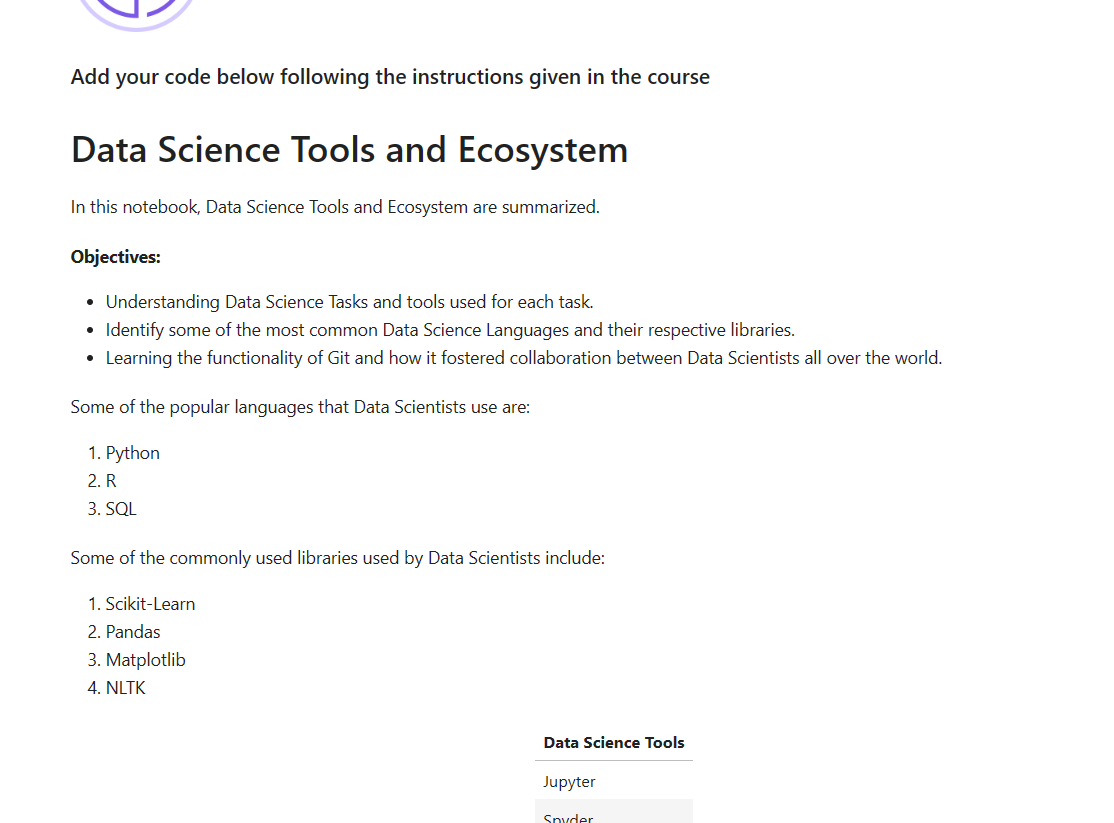 Add your code below following the instructions given in the course
Data Science Tools and Ecosystem
In this notebook, Data Science Tools and Ecosystem are summarized.
Objectives:
• Understanding Data Science Tasks and tools used for each task.
• Identify some of the most common Data Science Languages and their respective libraries.
• Learning the functionality of Git and how it fostered collaboration between Data Scientists all over the world.
Some of the popular languages that Data Scientists use are:
1. Python
2. R
3. SQL
Some of the commonly used libraries used by Data Scientists include:
1. Scikit-Learn
2. Pandas
3. Matplotlib
4. NLTK
Data Science Tools
Jupyter
Spyder